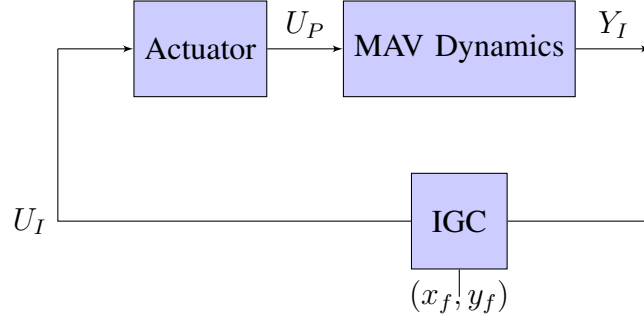 Actuator
U_P
MAV Dynamics
Y_I
U_I
IGC
(x_f, y_f)